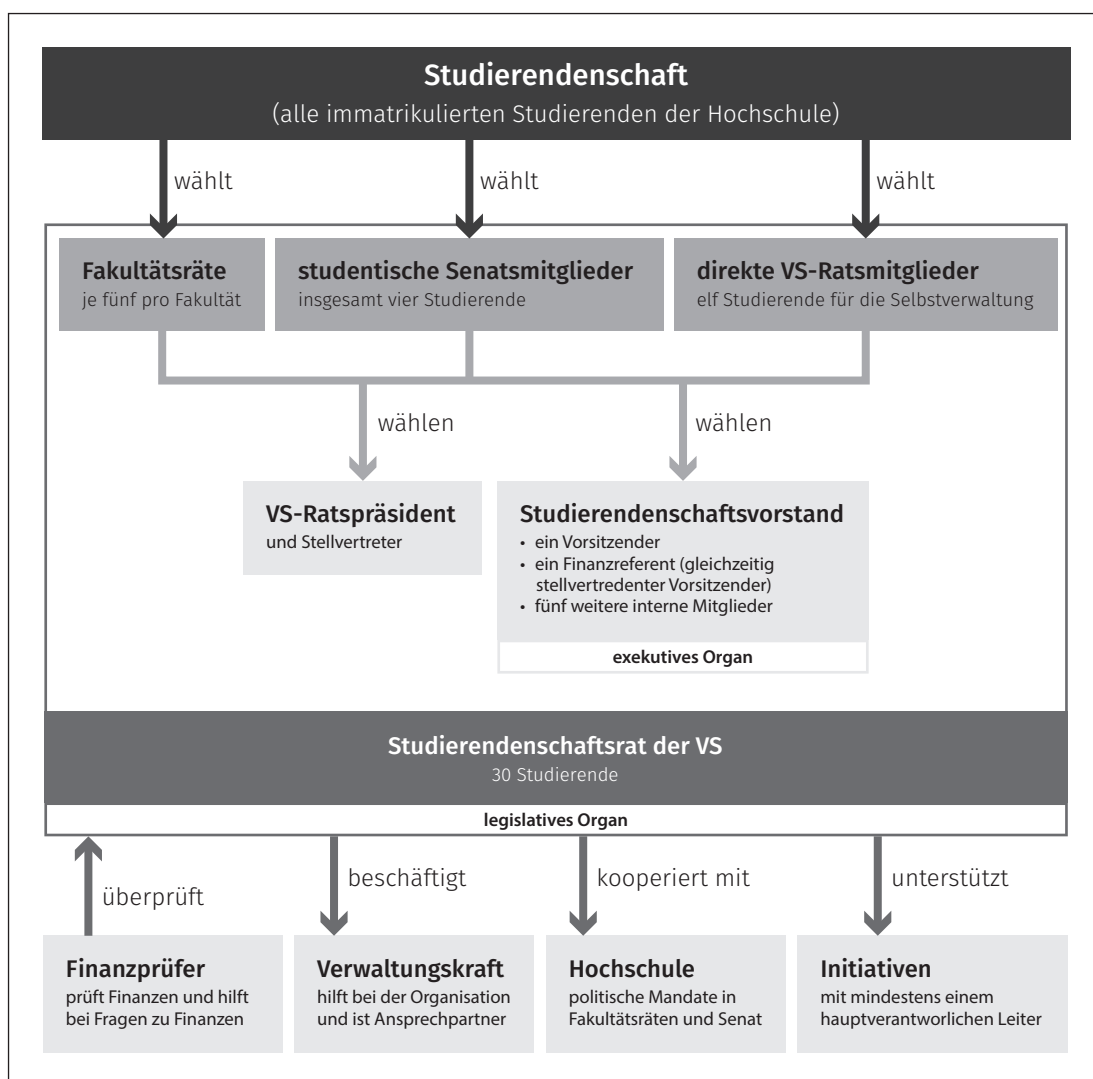 Studierendenschaft
(alle immatrikulierten Studierenden der Hochschule)
wählt
wählt
wählt
Fakultätsräte
je fünf pro Fakultät
studentische Senatsmitglieder
insgesamt vier Studierende
direkte VS-Ratsmitglieder
elf Studierende für die Selbstverwaltung
wählen
wählen
VS-Ratspräsident
und Stellvertreter
Studierendenschaftsvorstand
• ein Vorsitzender
• ein Finanzreferent (gleichzeitig
stellvertredenter Vorsitzender)
• fünf weitere interne Mitglieder
exekutives Organ
Studierendenschaftsrat der VS
30 Studierende
legislatives Organ
überprüft
beschäftigt
kooperiert mit
unterstützt
Finanzprüfer
prüft Finanzen und hilft
bei Fragen zu Finanzen
Verwaltungskraft
hilft bei der Organisation
und ist Ansprechpartner
Hochschule
politische Mandate in
Fakultätsräten und Senat
Initiativen
mit mindestens einem
hauptverantworlichen Leiter